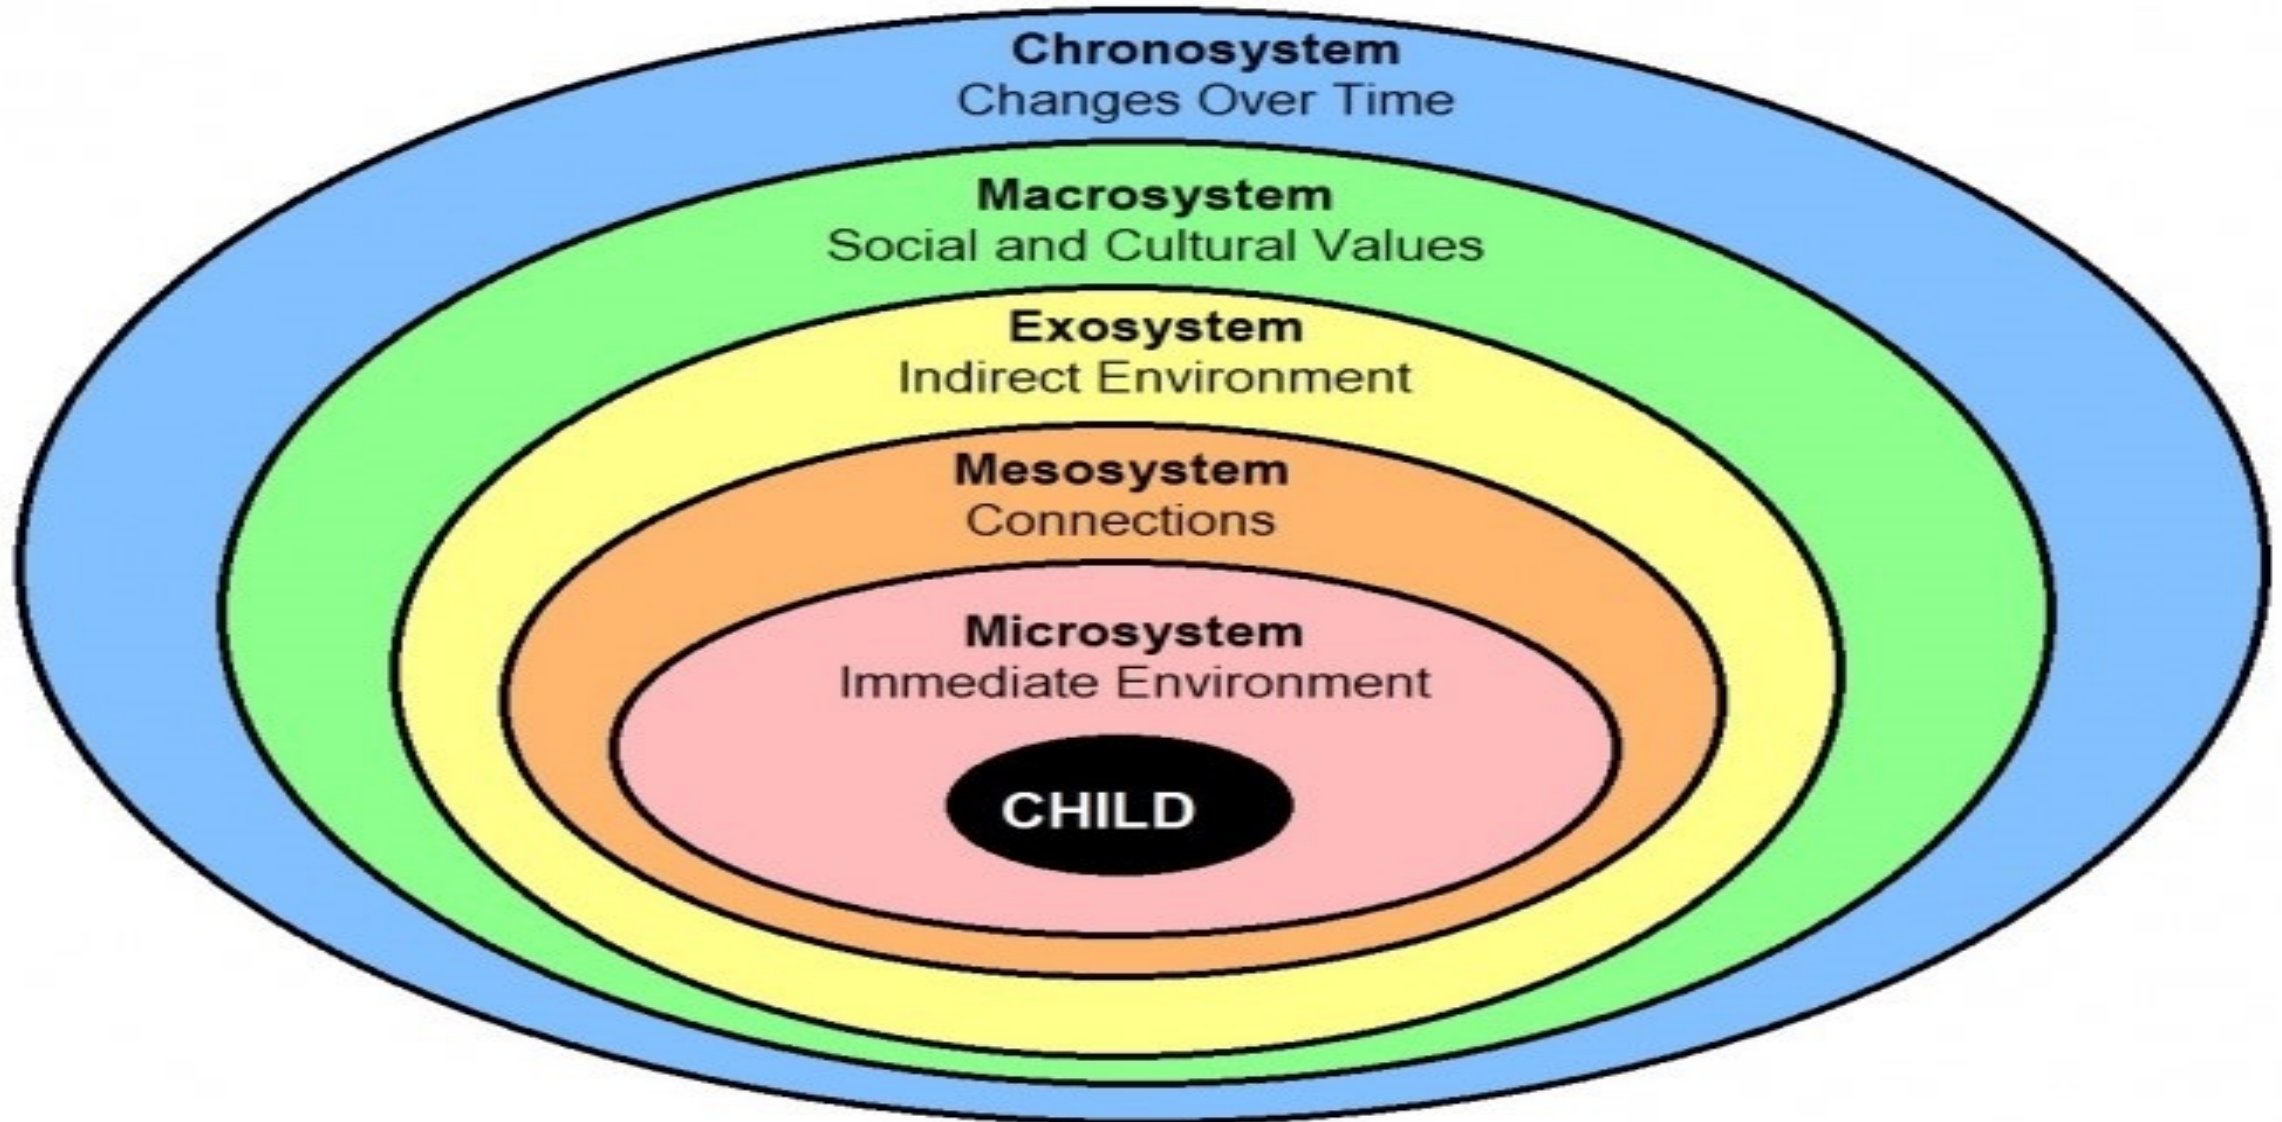 Chronosystem
Changes Over Time
Macrosystem
Social and Cultural Values
Exosystem
Indirect Environment
Mesosystem
Connections
Microsystem
Immediate Environment
CHILD